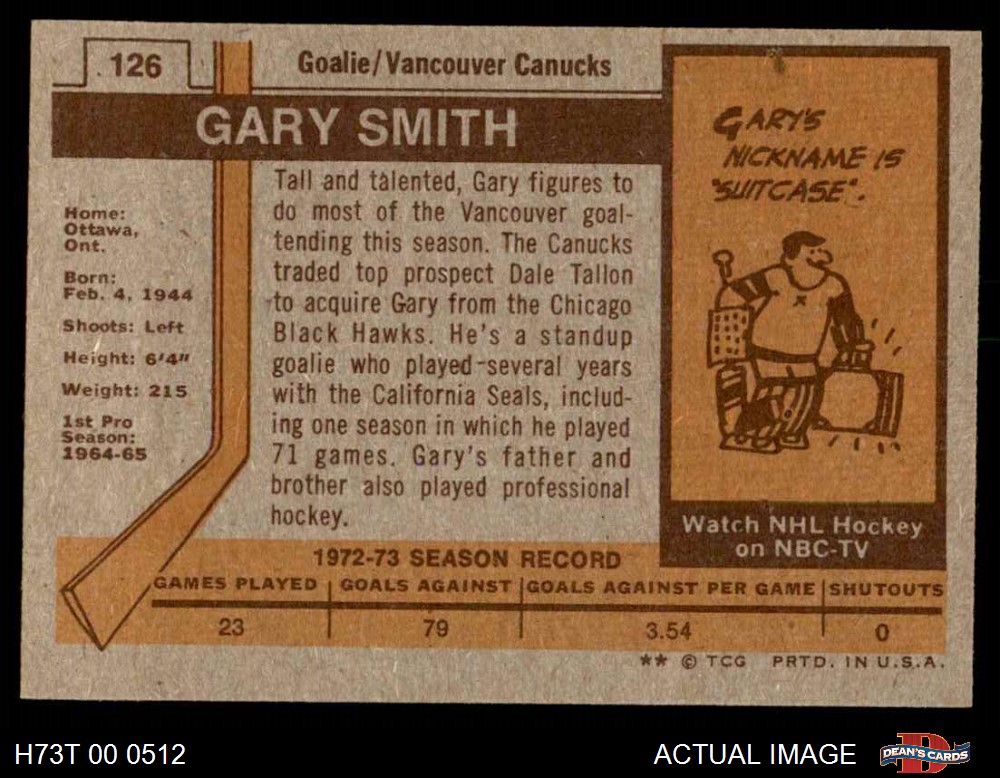 126
Goalie/Vancouver Canucks
GARY SMITH
Home:
Ottawa,
Ont.
Born:
Feb. 4, 1944
Shoots: Left
Height: 6'4"
Weight: 215
1st Pro
Season:
1964-65
Tall and talented, Gary figures to
do most of the Vancouver goal-
tending this season. The Canucks
traded top prospect Dale Tallon
to acquire Gary from the Chicago
Black Hawks. He's a standup
goalie who played several years
with the California Seals, includ-
ing one season in which he played
71 games. Gary's father and
brother also played professional
hockey.
GARY'S
NICKNAME IS
"SUITCASE".
Watch NHL Hockey
on NBC-TV
1972-73 SEASON RECORD
GAMES PLAYED GOALS AGAINST GOALS AGAINST PER GAME SHUTOUTS
23 79 3.54 0
** © TCG PRTD. IN U.S.A.
H73T 00 0512
ACTUAL IMAGE
D
DEAN'S CARDS